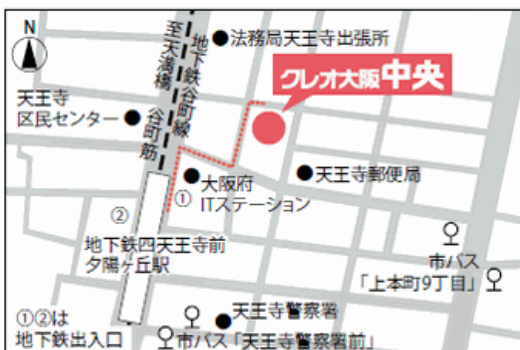 N
至天満橋
地下鉄谷町線
谷町筋
●法務局天王寺出張所
クレオ大阪中央
天王寺
区民センター●
●天王寺郵便局
①
●大阪府
ITステーション
②
地下鉄四天王寺前
夕陽ヶ丘駅
市バス
「上本町9丁目」
●天王寺警察署
①②は
地下鉄出入口
市バス「天王寺警察署前」